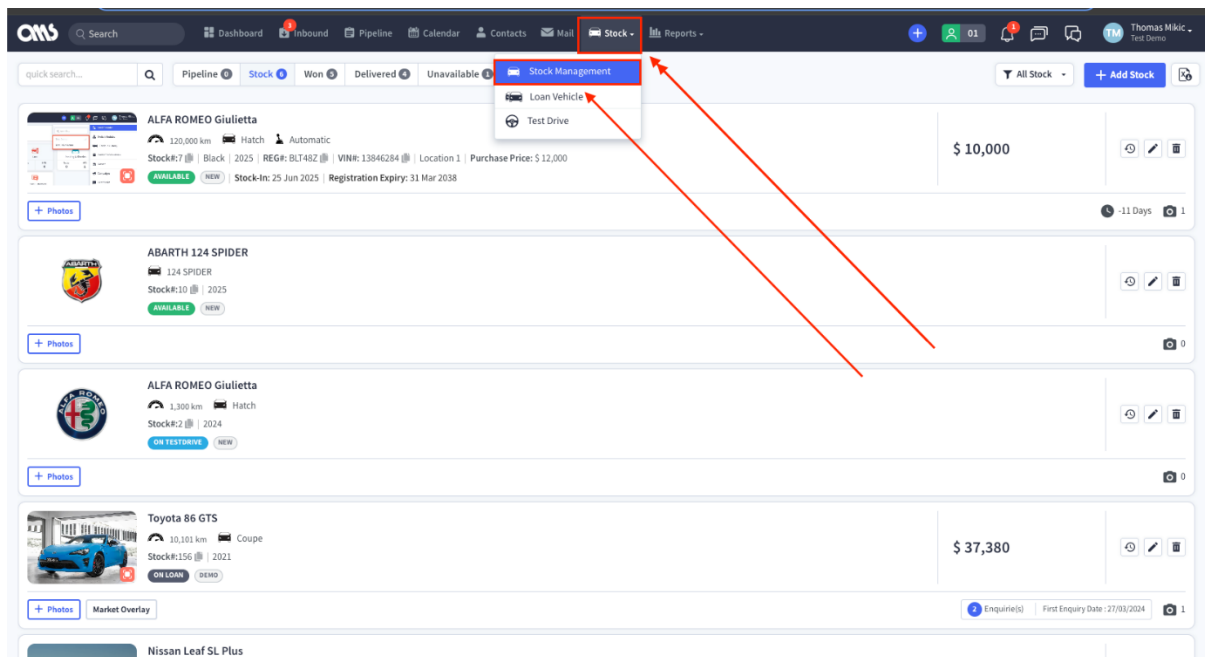 OMS Search Dashboard 3 Inbound Pipeline Calendar Contacts Mail Stock Reports 01 1 TM Thomas Mikic
Test Demo
quick search... Pipeline 0 Stock 6 Won 5 Delivered 4 Unavailable All Stock + Add Stock
Stock Management
Loan Vehicle
Test Drive
ALFA ROMEO Giulietta
120,000 km Hatch Automatic
Stock#:7 | Black | 2025 | REG#: BLT48Z | VIN#: 13846284 | Location 1 | Purchase Price: $ 12,000
$ 10,000
AVAILABLE NEW | Stock-In: 25 Jun 2025 | Registration Expiry: 31 Mar 2038
+ Photos -11 Days 1
ABARTH 124 SPIDER
ABARTH
124 SPIDER
Stock#:10 | 2025
AVAILABLE NEW
+ Photos 0
ALFA ROMEO Giulietta
ALFA ROMEO
1,300 km Hatch
Stock#:2 | 2024
ON TESTDRIVE NEW
+ Photos 0
Toyota 86 GTS
10,101 km Coupe
Stock#:156 | 2021
$ 37,380
ON LOAN DEMO
+ Photos Market Overlay 2 Enquirie(s) First Enquiry Date : 27/03/2024 1
Nissan Leaf SL Plus